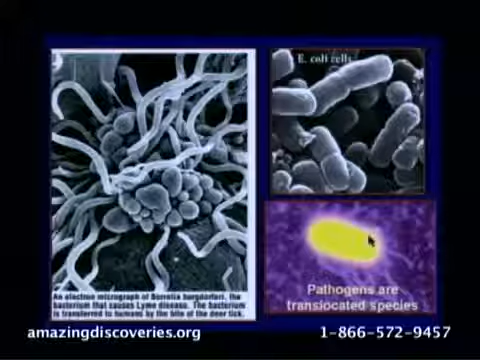 E. coli cells
An electron micrograph of Borrelia burgdorferi, the
bacterium that causes Lyme disease. The bacterium
is transferred to humans by the bite of the deer tick.
Pathogens are
translocated species
amazingdiscoveries.org
1-866-572-9457